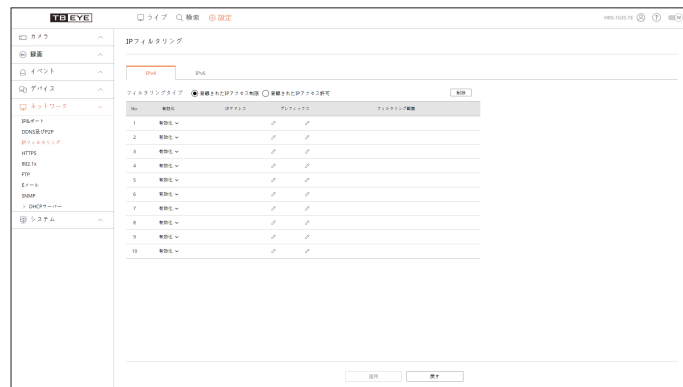 TB EYE
ライブ 検索 設定
カメラ
録画
イベント
デバイス
ネットワーク
IP&ポート
DDNS及びP2P
IPフィルタリング
HTTPS
802.1x
FTP
Eメール
SNMP
> DHCPサーバー
システム
IPフィルタリング
IPv4 IPv6
フィルタリングタイプ 登録されたIPアクセス制限 登録されたIPアクセス許可 削除
No. 有効化 IPアドレス プレフィックス フィルタリング範囲
1 有効化
2 有効化
3 有効化
4 有効化
5 有効化
6 有効化
7 有効化
8 有効化
9 有効化
10 有効化
適用 戻す